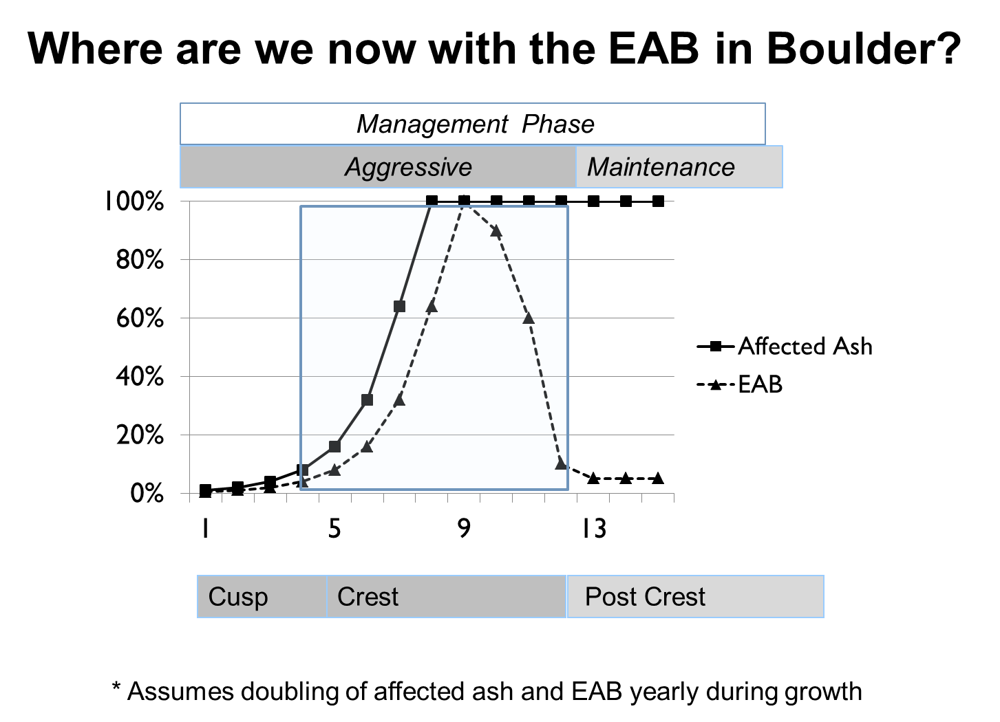 Where are we now with the EAB in Boulder?
Management Phase
Aggressive
Maintenance
100%
80%
60%
40%
20%
0%
1 5 9 13
Affected Ash
EAB
Cusp
Crest
Post Crest
* Assumes doubling of affected ash and EAB yearly during growth